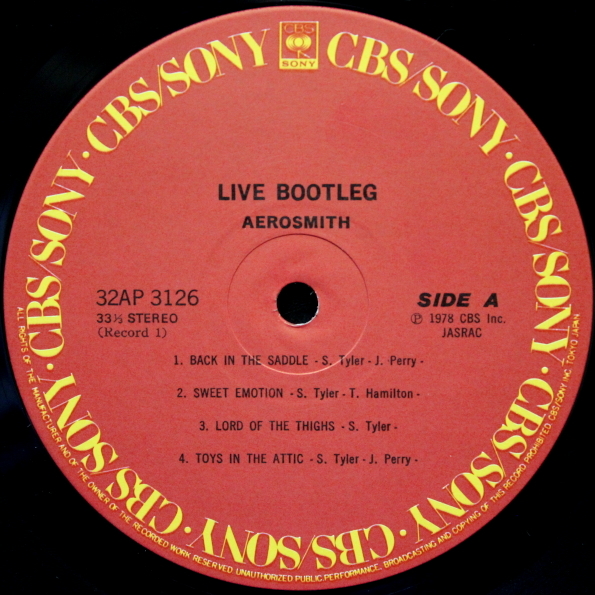 CBS
SONY
CBS/SONY · CBS/SONY · CBS/SONY · CBS/SONY · CBS/SONY · CBS/SONY · CBS/SONY · CBS/SONY
LIVE BOOTLEG
AEROSMITH
32AP 3126
33⅓ STEREO
(Record 1)
SIDE A
Ⓟ 1978 CBS Inc.
JASRAC
1. BACK IN THE SADDLE - S. Tyler - J. Perry -
2. SWEET EMOTION - S. Tyler - T. Hamilton -
3. LORD OF THE THIGHS - S. Tyler -
4. TOYS IN THE ATTIC - S. Tyler - J. Perry -
ALL RIGHTS OF THE MANUFACTURER AND OF THE OWNER OF THE RECORDED WORK RESERVED. UNAUTHORIZED PUBLIC PERFORMANCE, BROADCASTING AND COPYING OF THIS RECORD PROHIBITED. CBS/SONY INC. TOKYO JAPAN